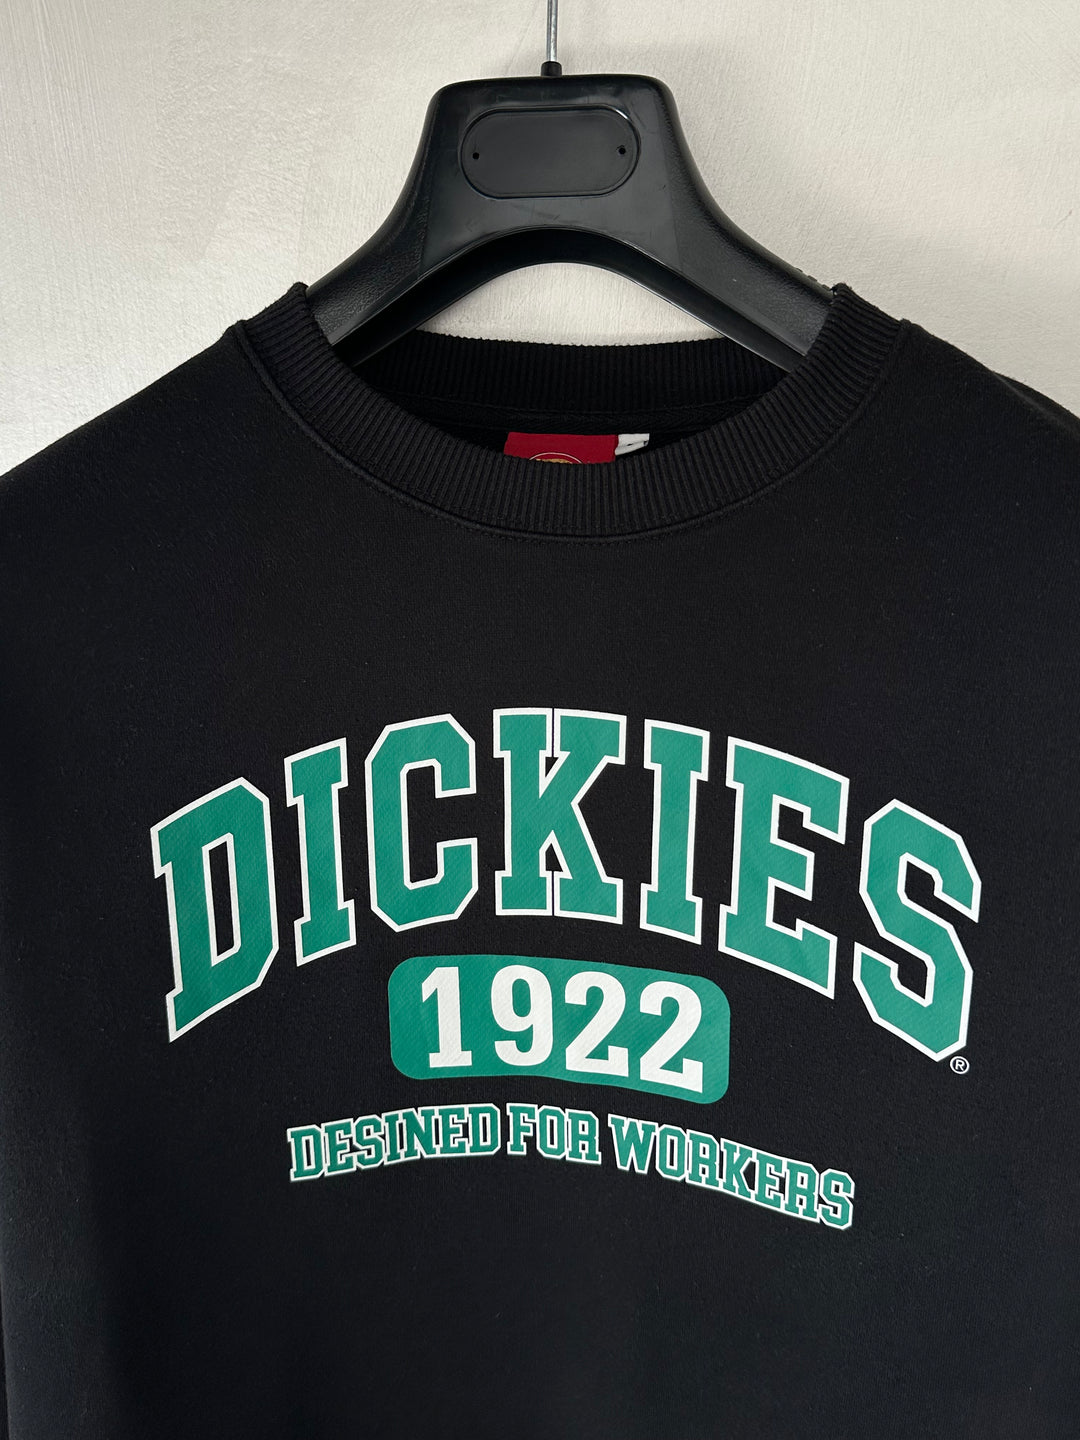 DICKIES
®
1922
DESINED FOR WORKERS